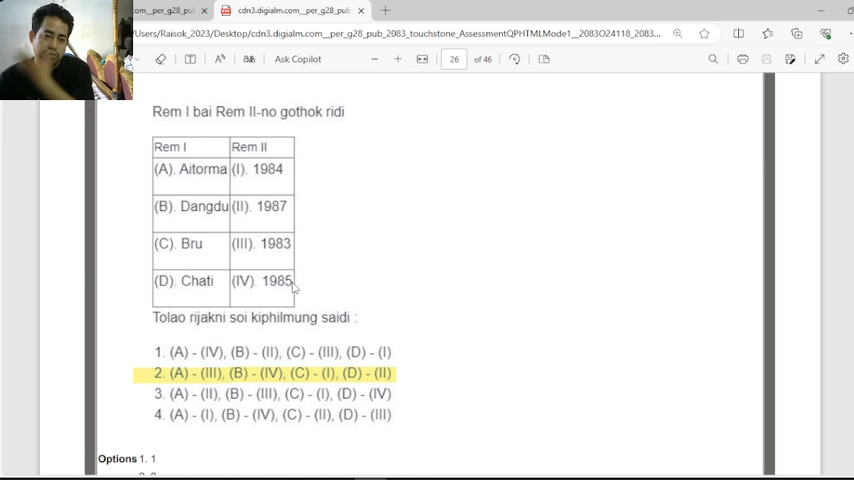 com__per_g28_pub_
cdn3.digialm.com__per_g28_pub_208
/Users/Raisok_2023/Desktop/cdn3.digialm.com__per_g28_pub_2083_touchstone_AssessmentQPHTMLMode1__2083O24118_2083...
Ask Copilot
26 of 46
Rem I bai Rem II-no gothok ridi
Rem I Rem II
(A). Aitorma (I). 1984
(B). Dangdu (II). 1987
(C). Bru (III). 1983
(D). Chati (IV). 1985
Tolao rijakni soi kiphilmung saidi :
1. (A) - (IV), (B) - (II), (C) - (III), (D) - (I)
2. (A) - (III), (B) - (IV), (C) - (I), (D) - (II)
3. (A) - (II), (B) - (III), (C) - (I), (D) - (IV)
4. (A) - (I), (B) - (IV), (C) - (II), (D) - (III)
Options 1. 1